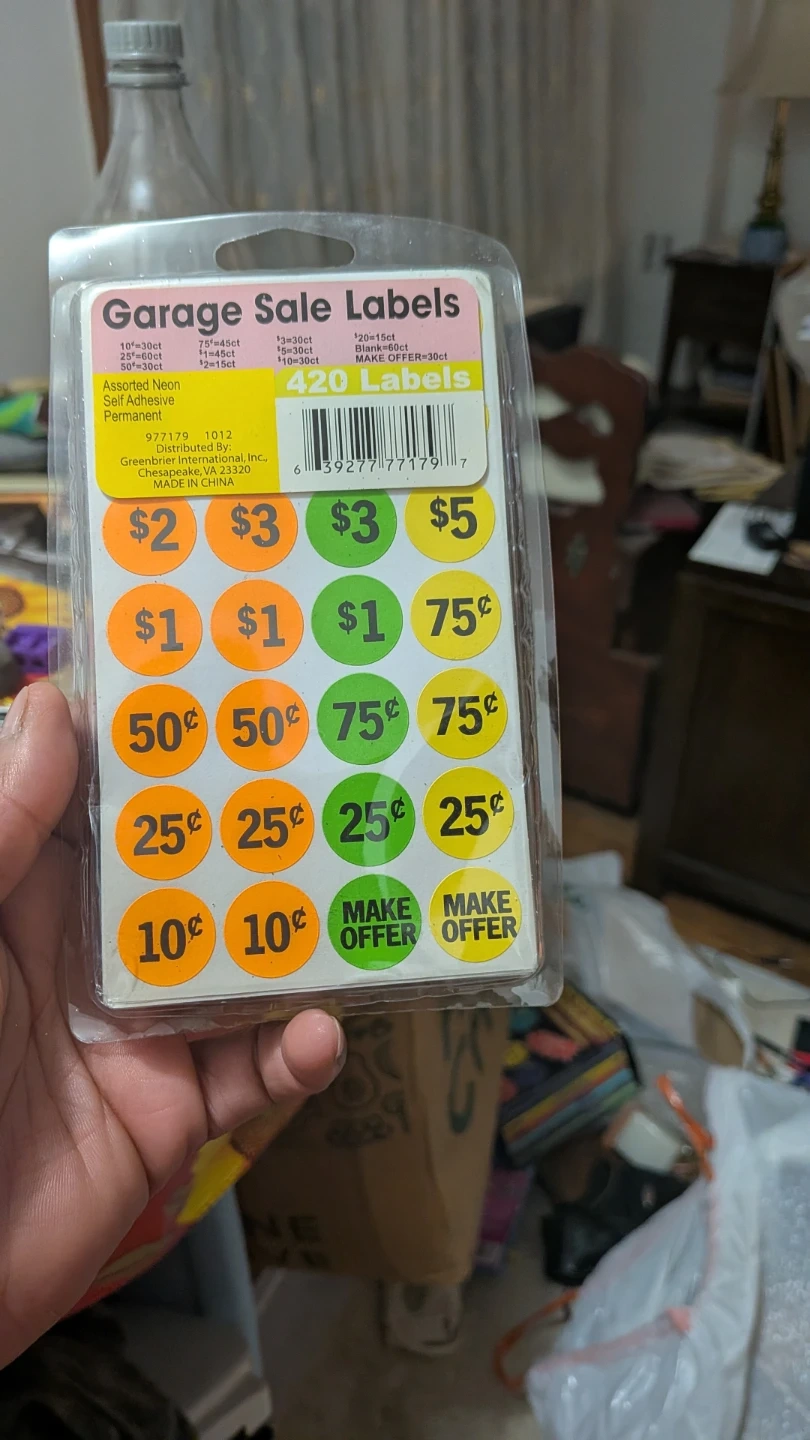 Garage Sale Labels
10¢=30ct 75¢=45ct $3=30ct $20=15ct
25¢=60ct $1=45ct $5=30ct Blank=60ct
50¢=30ct $2=15ct $10=30ct MAKE OFFER=30ct
Assorted Neon
Self Adhesive
Permanent
420 Labels
977179 1012
Distributed By:
Greenbrier International, Inc.,
Chesapeake, VA 23320
MADE IN CHINA
6 39277 77179 7
$2 $3 $3 $5
$1 $1 $1 75¢
50¢ 50¢ 75¢ 75¢
25¢ 25¢ 25¢ 25¢
10¢ 10¢ MAKE OFFER MAKE OFFER